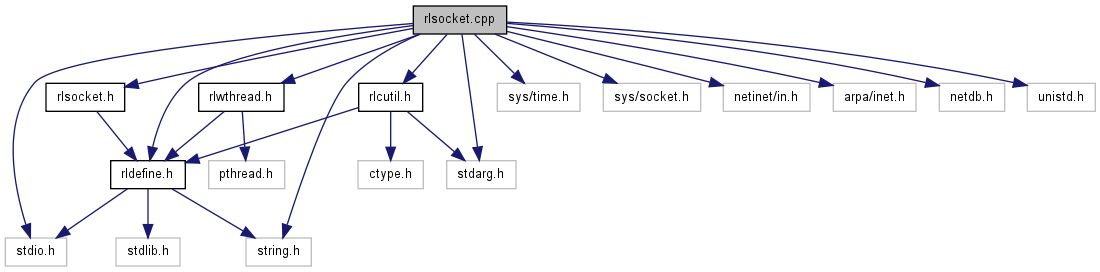 rlsocket.cpp
rlsocket.h
rlwthread.h
rlcutil.h
sys/time.h
sys/socket.h
netinet/in.h
arpa/inet.h
netdb.h
unistd.h
rldefine.h
pthread.h
ctype.h
stdarg.h
stdio.h
stdlib.h
string.h